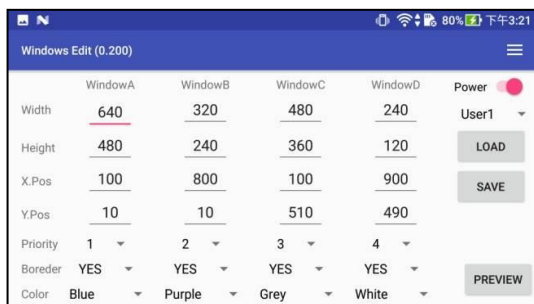 80% 下午3:21
Windows Edit (0.200)
WindowA WindowB WindowC WindowD Power
Width 640 320 480 240 User1
Height 480 240 360 120 LOAD
X.Pos 100 800 100 900 SAVE
Y.Pos 10 10 510 490
Priority 1 2 3 4
Boreder YES YES YES YES PREVIEW
Color Blue Purple Grey White